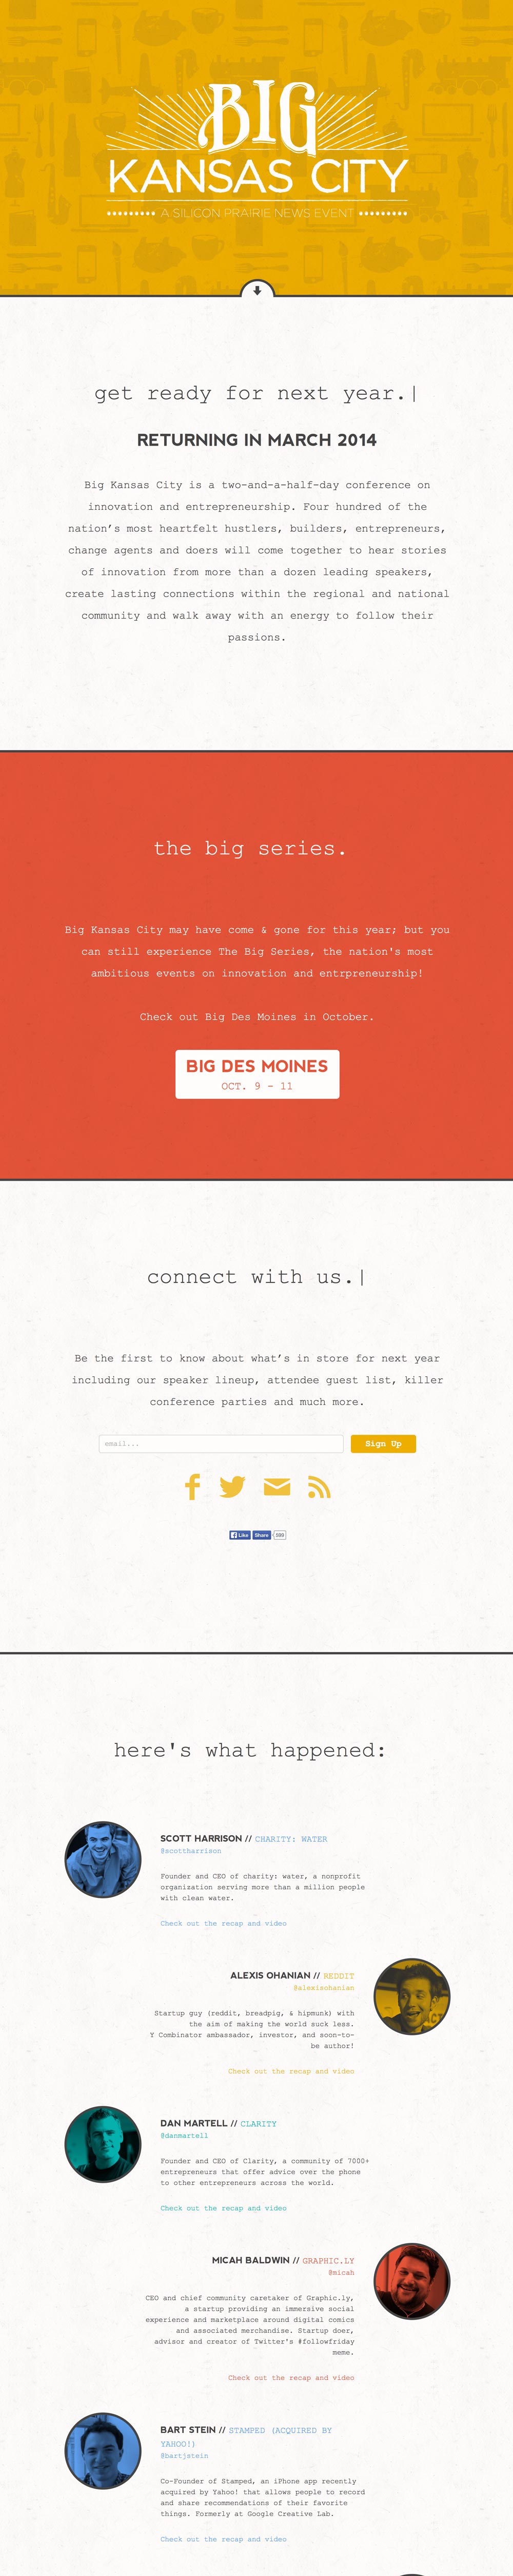 BIG
KANSAS CITY
A SILICON PRAIRIE NEWS EVENT
get ready for next year.|
RETURNING IN MARCH 2014
Big Kansas City is a two-and-a-half-day conference on
innovation and entrepreneurship. Four hundred of the
nation’s most heartfelt hustlers, builders, entrepreneurs,
change agents and doers will come together to hear stories
of innovation from more than a dozen leading speakers,
create lasting connections within the regional and national
community and walk away with an energy to follow their
passions.
the big series.
Big Kansas City may have come & gone for this year; but you
can still experience The Big Series, the nation's most
ambitious events on innovation and entrpreneurship!
Check out Big Des Moines in October.
BIG DES MOINES
OCT. 9 - 11
connect with us.|
Be the first to know about what’s in store for next year
including our speaker lineup, attendee guest list, killer
conference parties and much more.
email...
Sign Up
Like Share 599
here's what happened:
SCOTT HARRISON // CHARITY: WATER
@scottharrison
Founder and CEO of charity: water, a nonprofit
organization serving more than a million people
with clean water.
Check out the recap and video
ALEXIS OHANIAN // REDDIT
@alexisohanian
Startup guy (reddit, breadpig, & hipmunk) with
the aim of making the world suck less.
Y Combinator ambassador, investor, and soon-to-
be author!
Check out the recap and video
DAN MARTELL // CLARITY
@danmartell
Founder and CEO of Clarity, a community of 7000+
entrepreneurs that offer advice over the phone
to other entrepreneurs across the world.
Check out the recap and video
MICAH BALDWIN // GRAPHIC.LY
@micah
CEO and chief community caretaker of Graphic.ly,
a startup providing an immersive social
experience and marketplace around digital comics
and associated merchandise. Startup doer,
advisor and creator of Twitter's #followfriday
meme.
Check out the recap and video
BART STEIN // STAMPED (ACQUIRED BY
YAHOO!)
@bartjstein
Co-Founder of Stamped, an iPhone app recently
acquired by Yahoo! that allows people to record
and share recommendations of their favorite
things. Formerly at Google Creative Lab.
Check out the recap and video